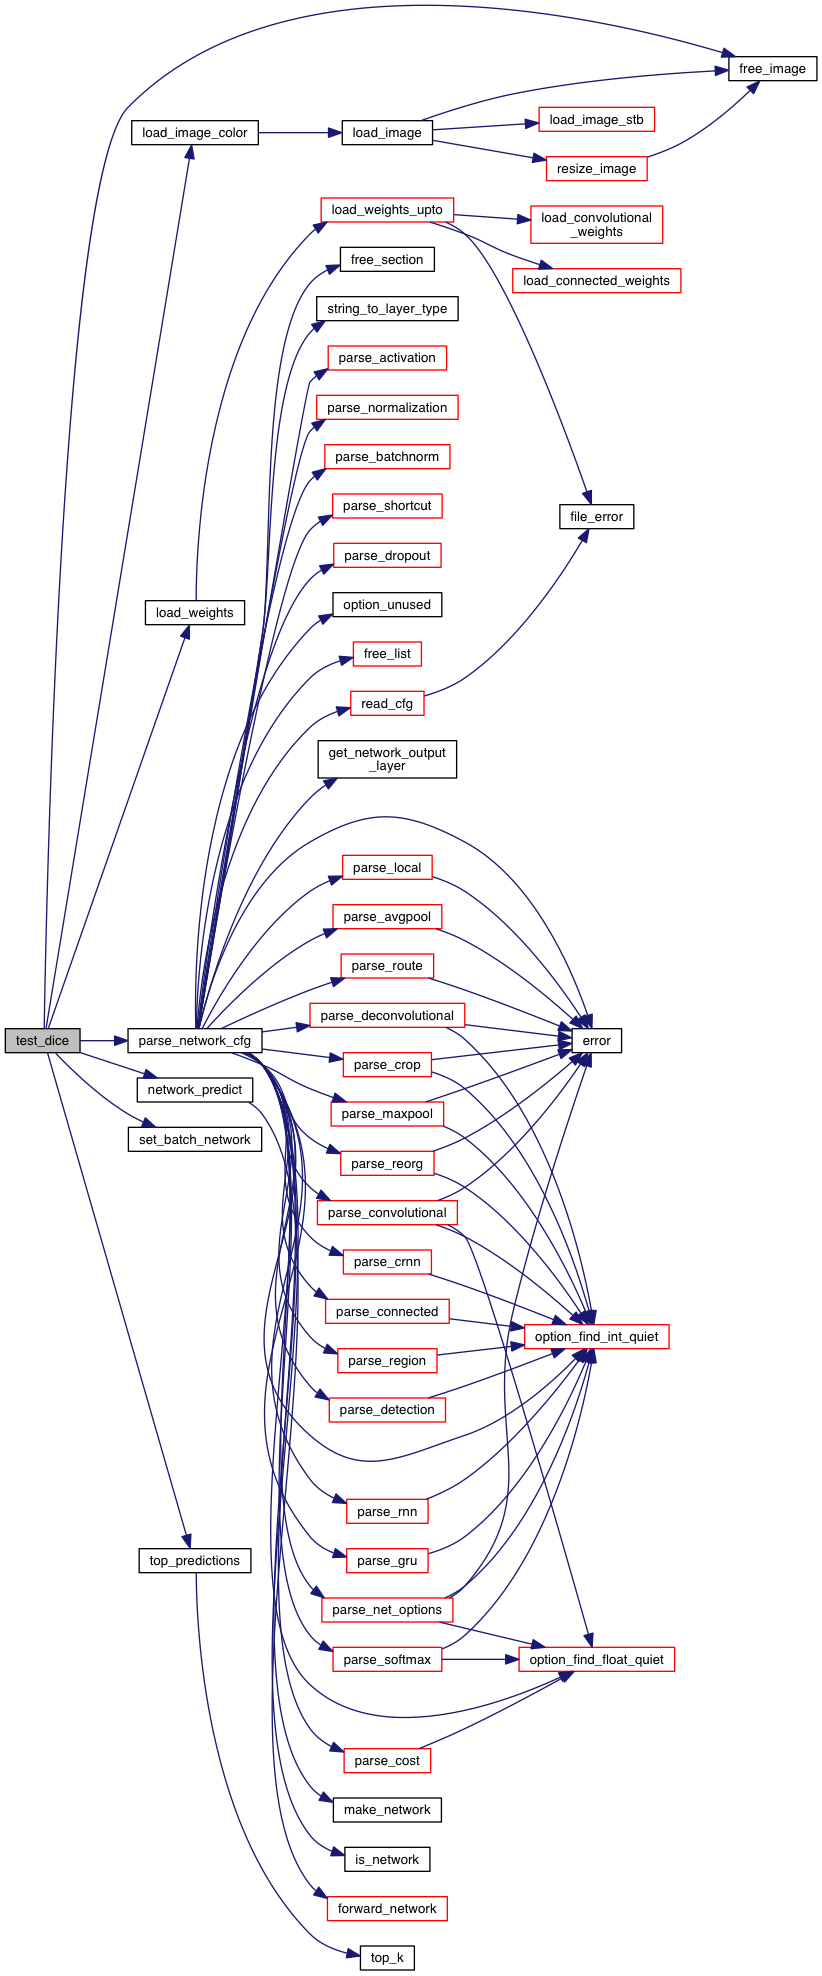 free_image
load_image_color
load_image
load_image_stb
resize_image
load_weights_upto
load_convolutional
_weights
free_section
load_connected_weights
string_to_layer_type
parse_activation
parse_normalization
parse_batchnorm
parse_shortcut
file_error
parse_dropout
option_unused
load_weights
free_list
read_cfg
get_network_output
_layer
parse_local
parse_avgpool
parse_route
parse_deconvolutional
test_dice
parse_network_cfg
error
parse_crop
network_predict
parse_maxpool
set_batch_network
parse_reorg
parse_convolutional
parse_crnn
parse_connected
option_find_int_quiet
parse_region
parse_detection
parse_rnn
top_predictions
parse_gru
parse_net_options
parse_softmax
option_find_float_quiet
parse_cost
make_network
is_network
forward_network
top_k